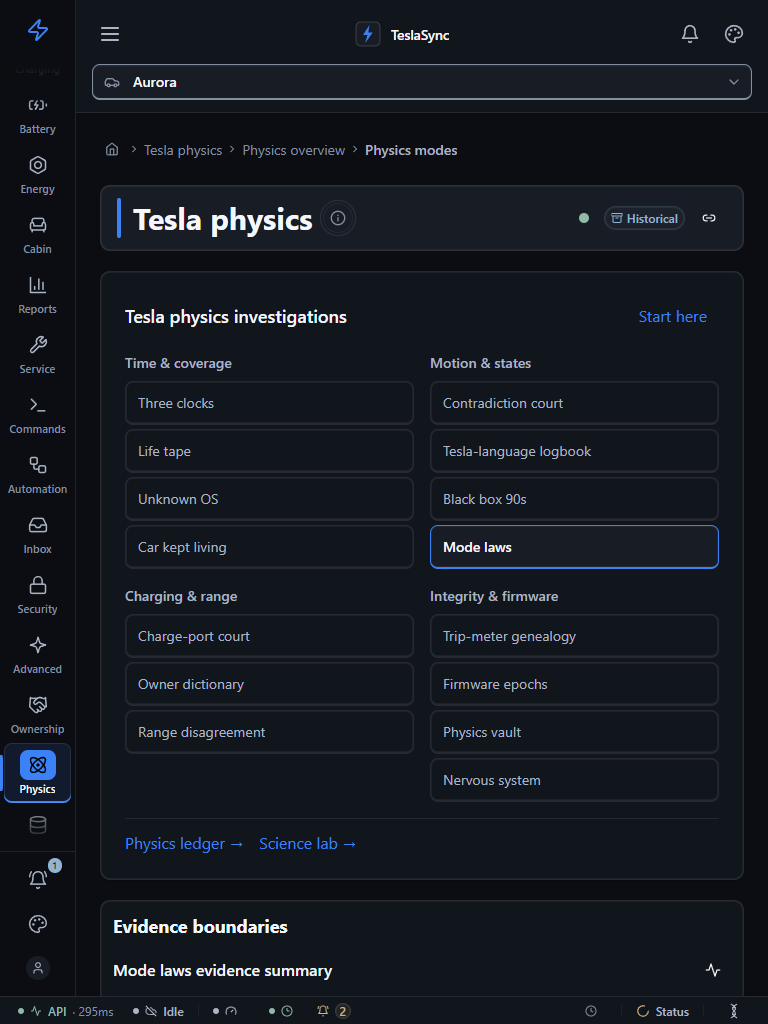 TeslaSync
Aurora
Charging
Battery
Energy
Cabin
Reports
Service
Commands
Automation
Inbox
Security
Advanced
Ownership
Physics
1
Tesla physics > Physics overview > Physics modes
Tesla physics
Historical
Tesla physics investigations
Start here
Time & coverage
Three clocks
Life tape
Unknown OS
Car kept living
Motion & states
Contradiction court
Tesla-language logbook
Black box 90s
Mode laws
Charging & range
Charge-port court
Owner dictionary
Range disagreement
Integrity & firmware
Trip-meter genealogy
Firmware epochs
Physics vault
Nervous system
Physics ledger → Science lab →
Evidence boundaries
Mode laws evidence summary
API · 295ms Idle 2 Status